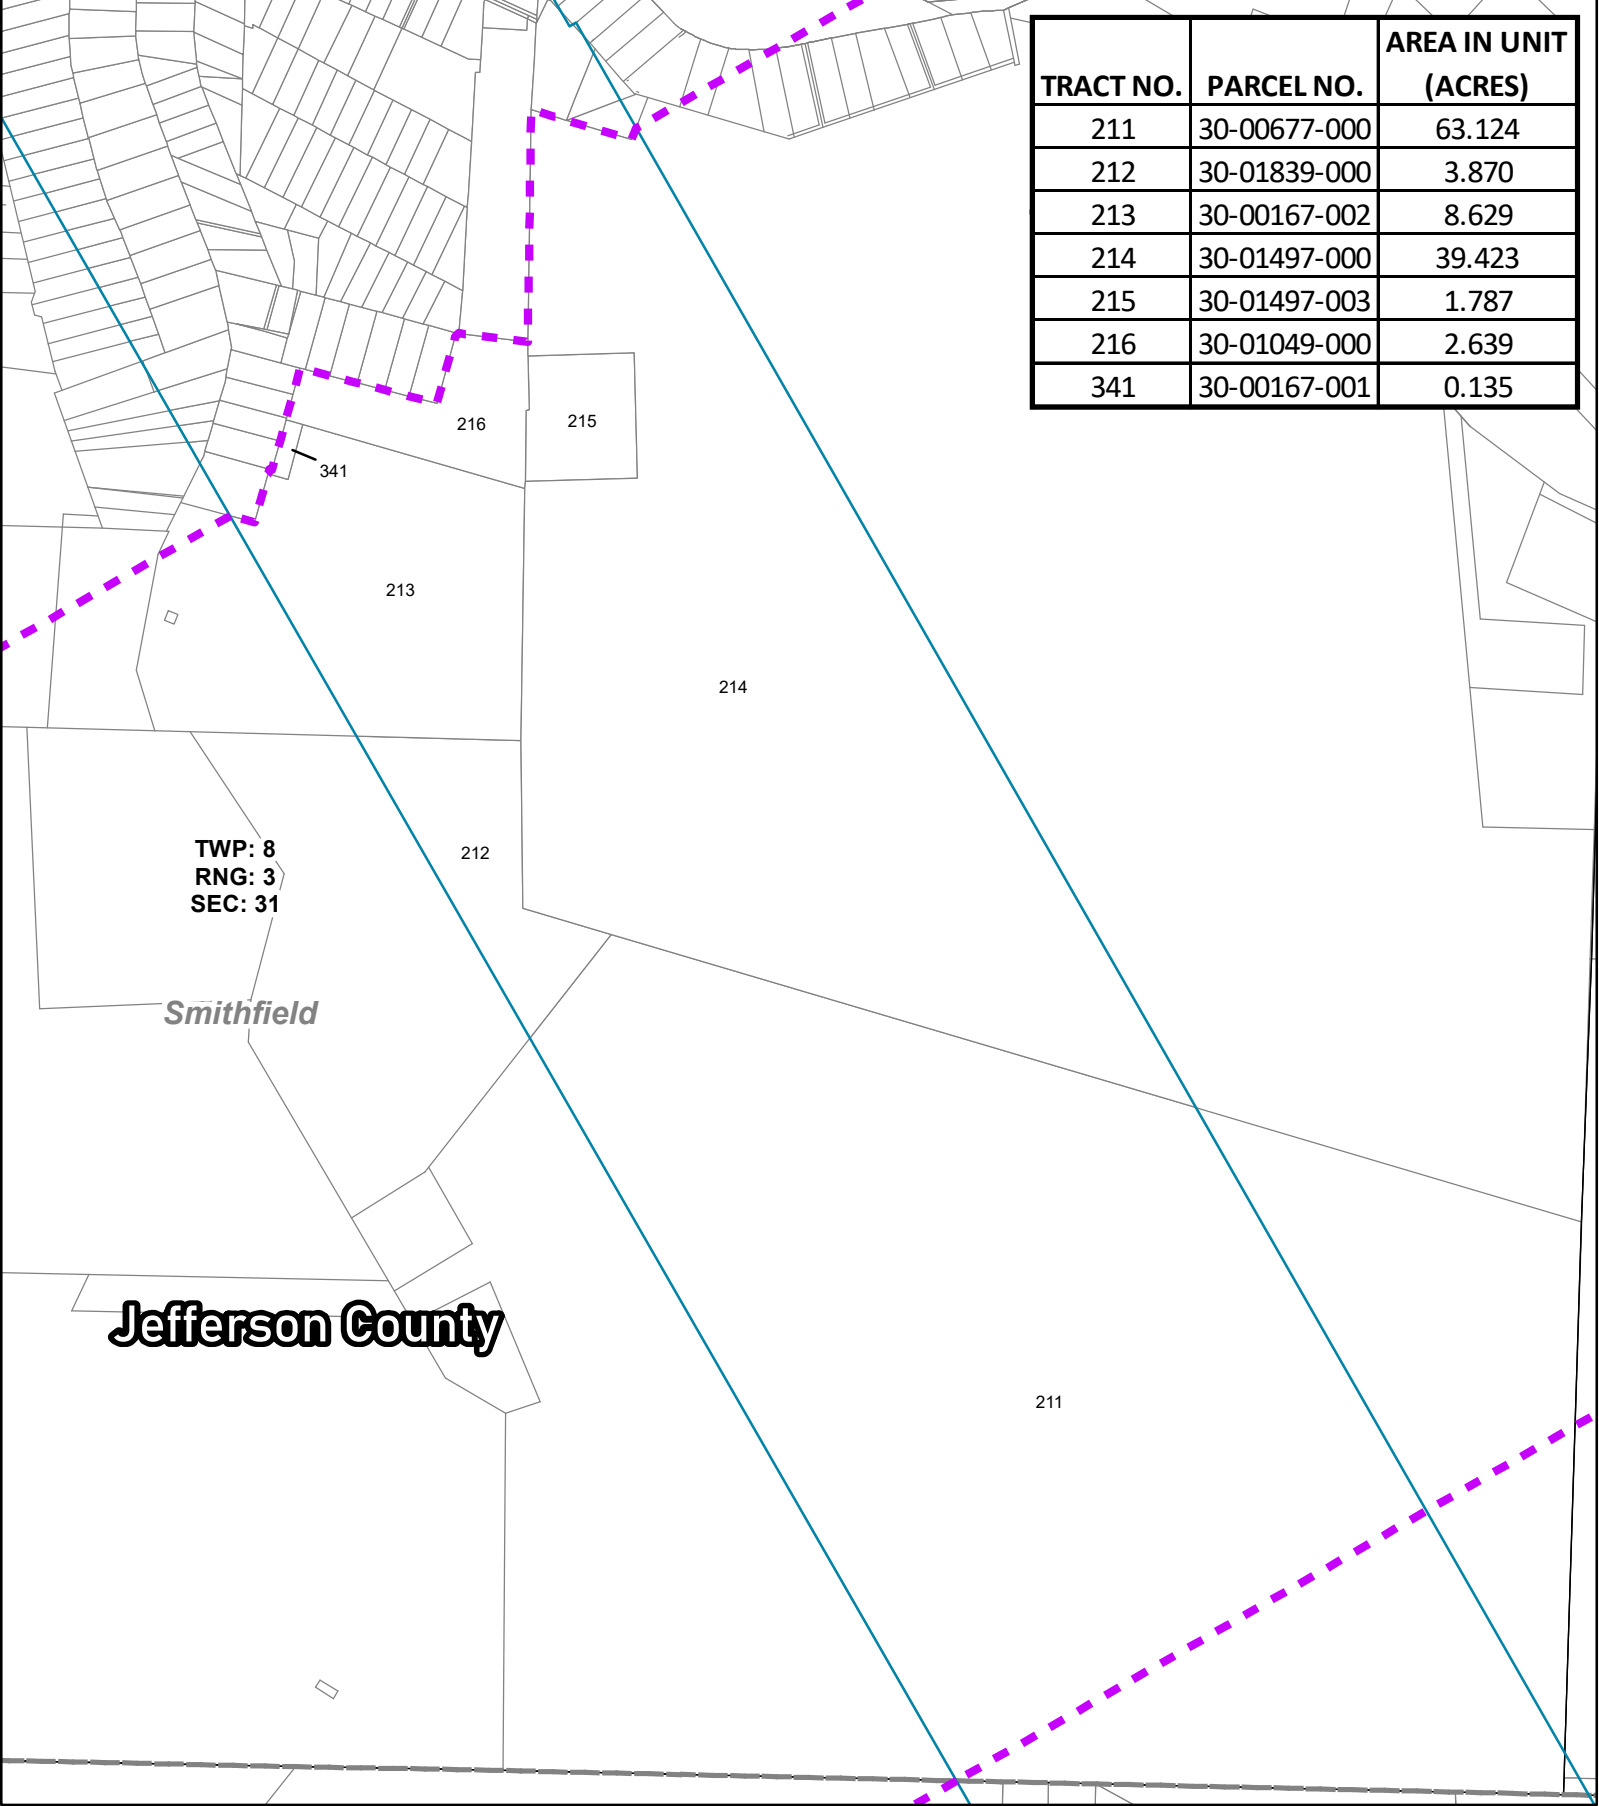 TRACT NO. PARCEL NO. AREA IN UNIT (ACRES)
211 30-00677-000 63.124
212 30-01839-000 3.870
213 30-00167-002 8.629
214 30-01497-000 39.423
215 30-01497-003 1.787
216 30-01049-000 2.639
341 30-00167-001 0.135
216
215
341
213
214
212
TWP: 8
RNG: 3
SEC: 31
Smithfield
Jefferson County
211